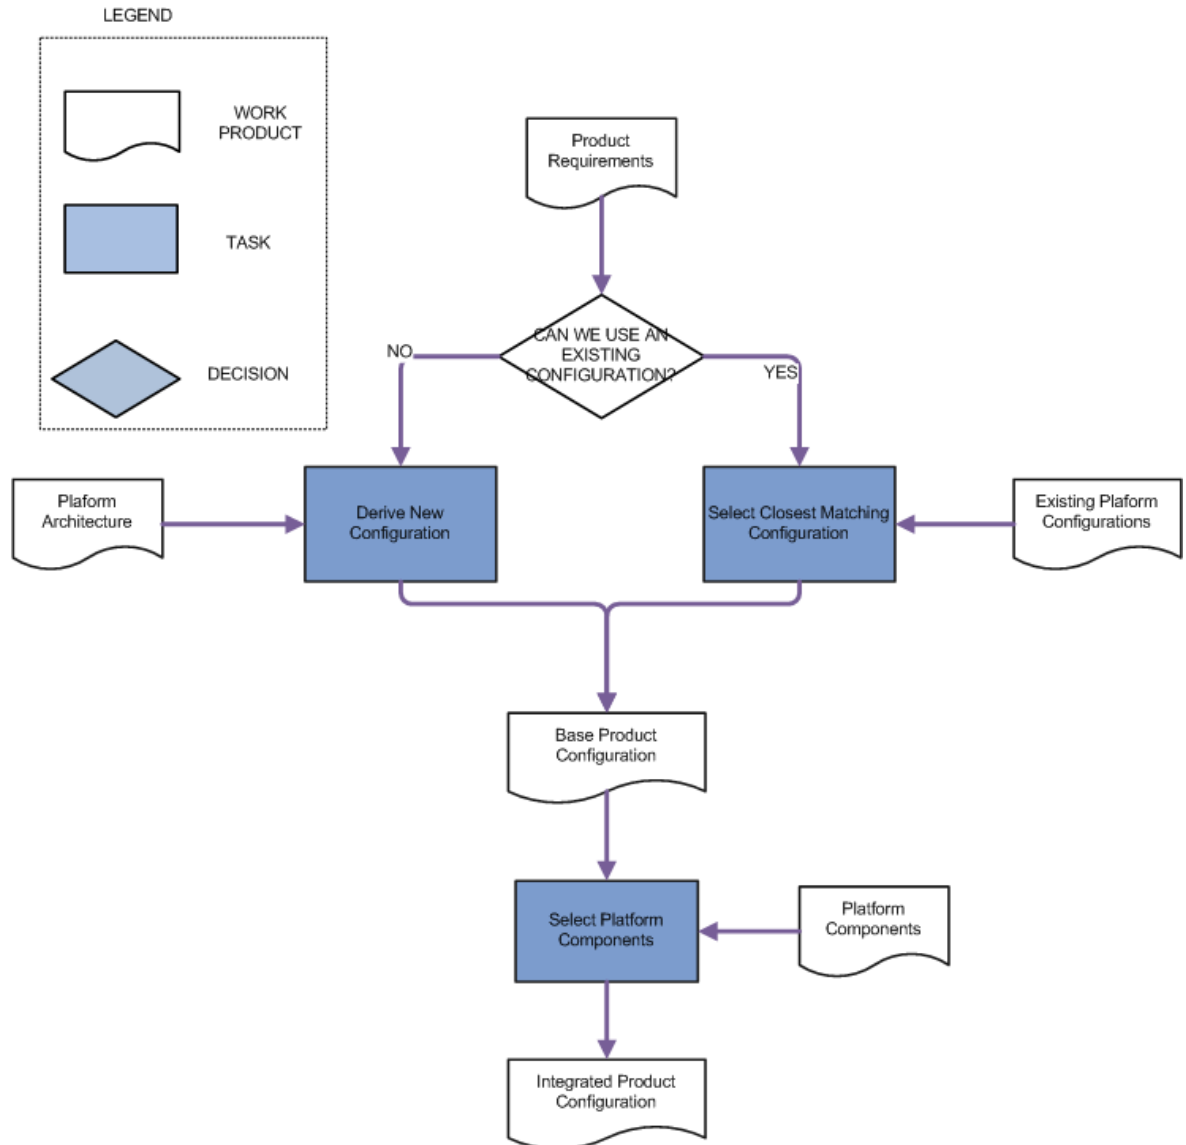 LEGEND
WORK
PRODUCT
TASK
DECISION
Product
Requirements
CAN WE USE AN
EXISTING
CONFIGURATION?
NO
YES
Plaform
Architecture
Derive New
Configuration
Select Closest Matching
Configuration
Existing Plaform
Configurations
Base Product
Configuration
Select Platform
Components
Platform
Components
Integrated Product
Configuration